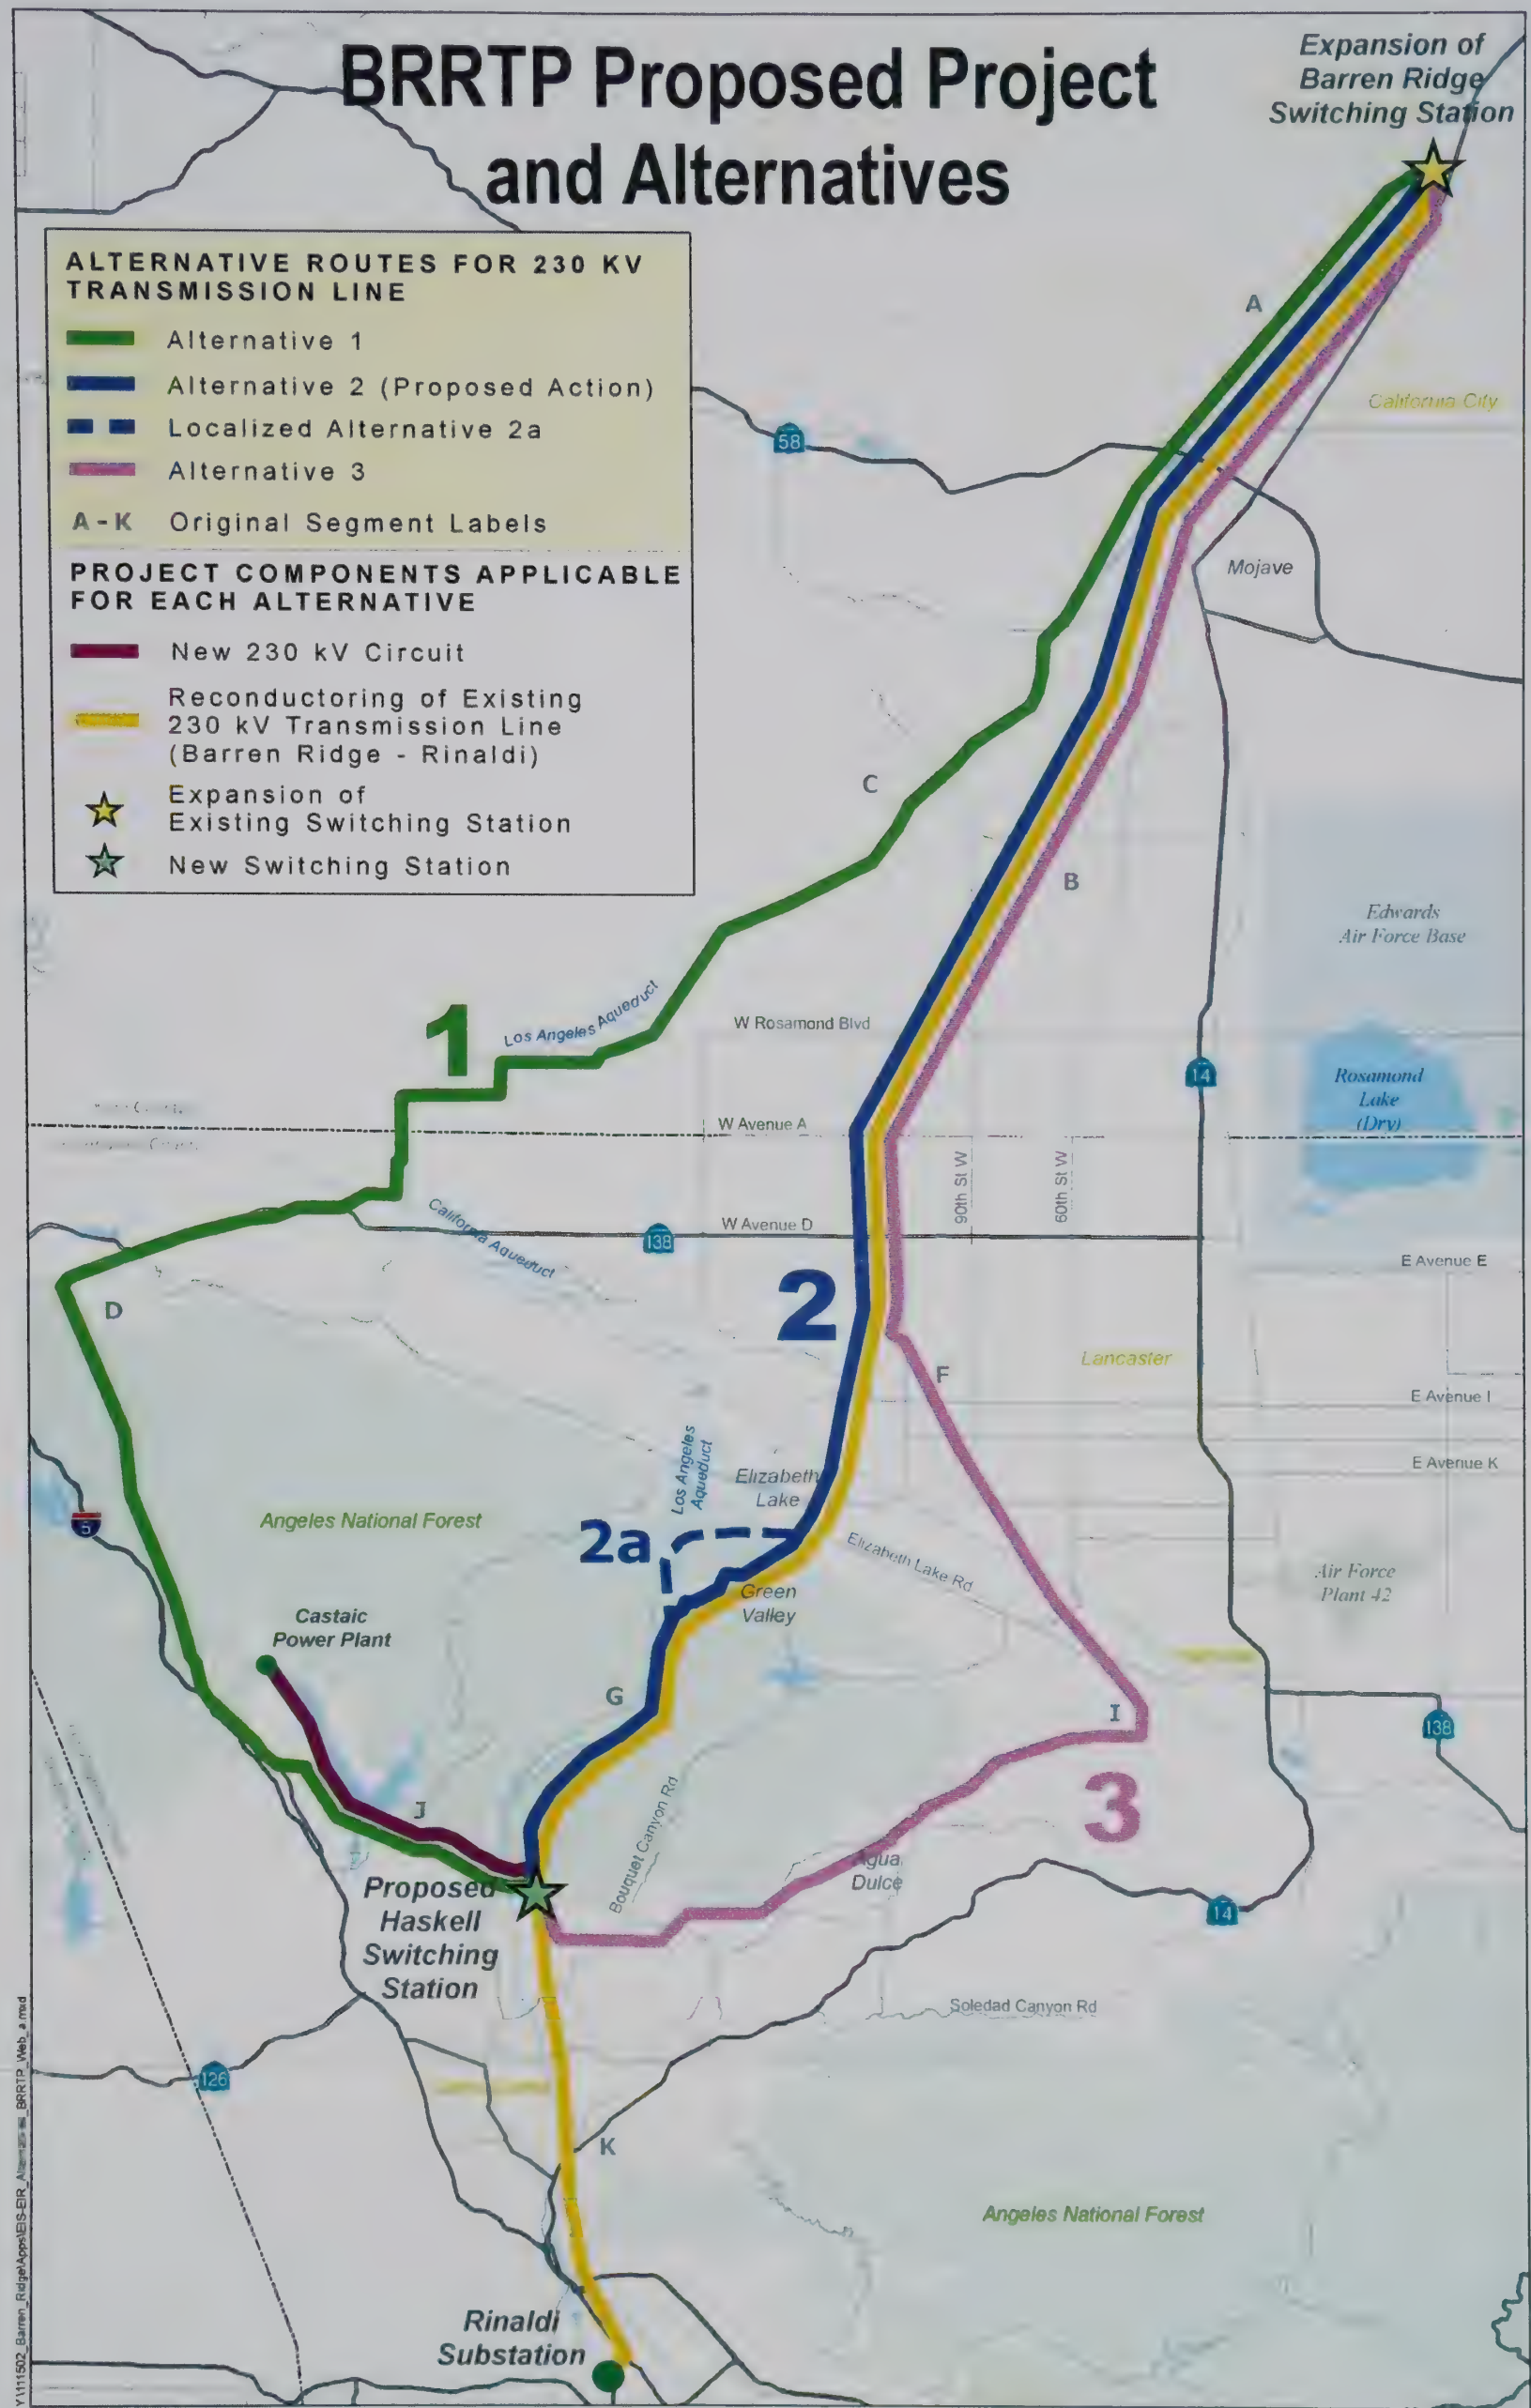 BRRTP Proposed Project
and Alternatives
Expansion of
Barren Ridge
Switching Station
ALTERNATIVE ROUTES FOR 230 KV
TRANSMISSION LINE
Alternative 1
Alternative 2 (Proposed Action)
Localized Alternative 2a
Alternative 3
A - K Original Segment Labels
PROJECT COMPONENTS APPLICABLE
FOR EACH ALTERNATIVE
New 230 kV Circuit
Reconductoring of Existing
230 kV Transmission Line
(Barren Ridge - Rinaldi)
Expansion of
Existing Switching Station
New Switching Station
A
California City
58
Mojave
C
B
Edwards
Air Force Base
1
Los Angeles Aqueduct
W Rosamond Blvd
14
Rosamond
Lake
(Dry)
W Avenue A
90th St W
60th St W
California Aqueduct
138
W Avenue D
E Avenue E
D
2
Lancaster
F
E Avenue I
Los Angeles
Aqueduct
Elizabeth
Lake
E Avenue K
5
Angeles National Forest
2a
Elizabeth Lake Rd
Green
Valley
Air Force
Plant 42
Castaic
Power Plant
G
I
138
J
Bouquet Canyon Rd
3
Agua
Dulce
Proposed
Haskell
Switching
Station
14
Soledad Canyon Rd
126
K
Angeles National Forest
Rinaldi
Substation